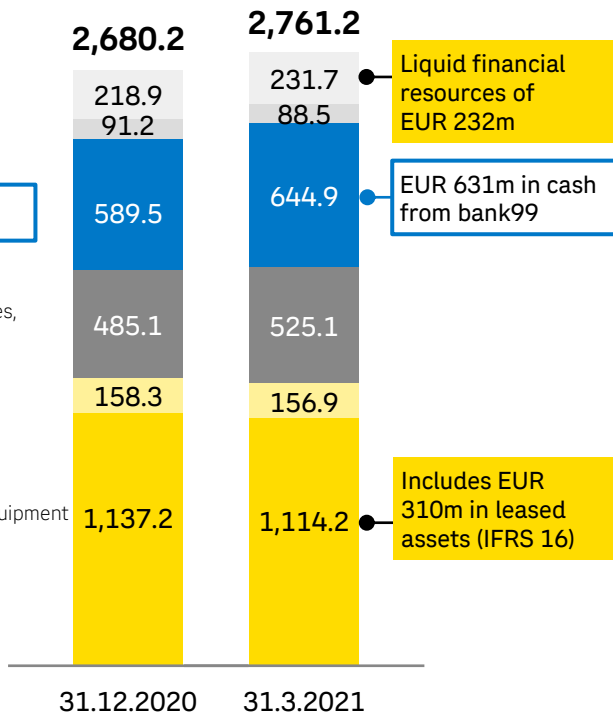 2,680.2
2,761.2
218.9
231.7
Liquid financial
resources of
EUR 232m
91.2
88.5
589.5
644.9
EUR 631m in cash
from bank99
es,
485.1
525.1
158.3
156.9
uipment
1,137.2
1,114.2
Includes EUR
310m in leased
assets (IFRS 16)
31.12.2020
31.3.2021